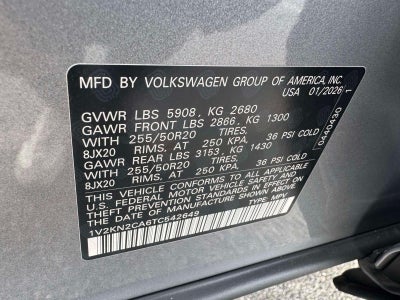 MFD BY VOLKSWAGEN GROUP OF AMERICA, INC.
USA 01/2026
GVWR LBS 5908, KG 2680
GAWR FRONT LBS 2866, KG 1300
WITH 255/50R20 TIRES,
8JX20 RIMS. AT 250 KPA. 36 PSI COLD
GAWR REAR LBS 3153, KG 1430
WITH 255/50R20 TIRES,
8JX20 RIMS. AT 250 KPA, 36 PSI COLD
THIS VEHICLE CONFORMS TO ALL APPLICABLE
U.S. FEDERAL MOTOR VEHICLE SAFETY AND
THEFT PREVENTION STANDARDS IN EFFECT ON
THE DATE OF MANUFACTURE SHOWN ABOVE.
1V2KN2CA6TC542649 TYPE: MPV